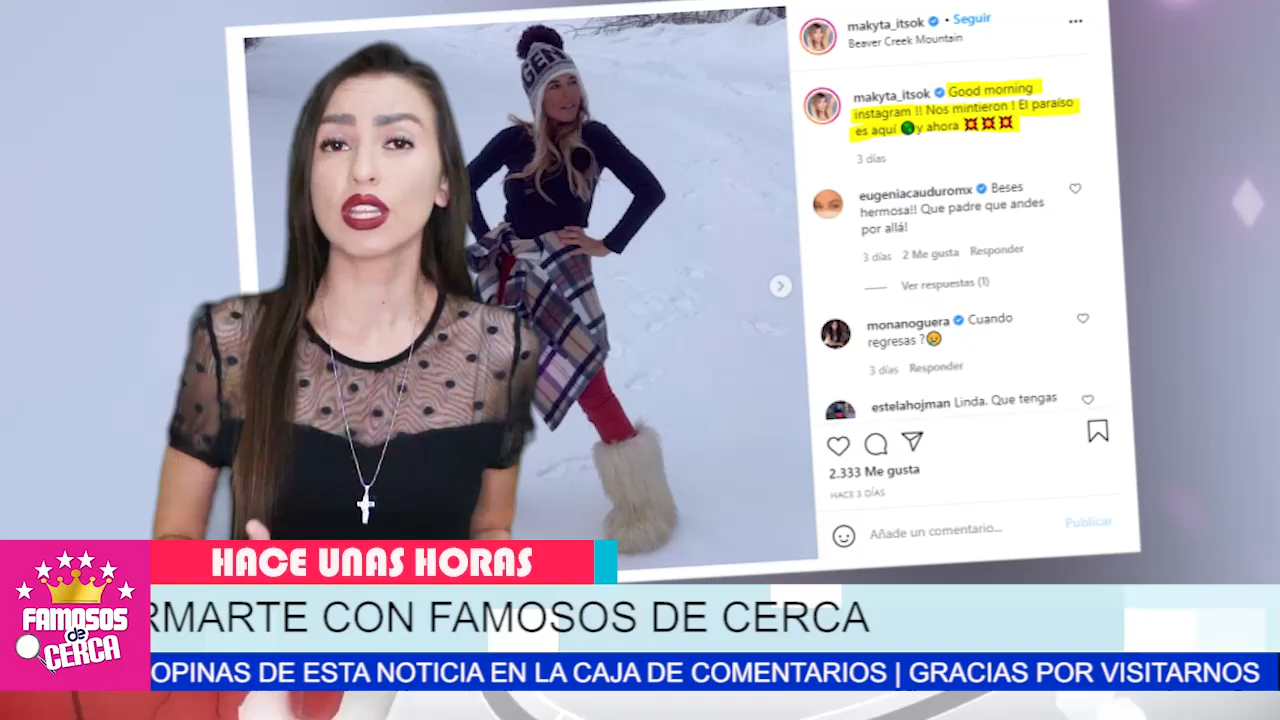 makyta_itsok • Seguir
Beaver Creek Mountain
GEN
makyta_itsok Good morning
instagram !! Nos mintieron ! El paraíso
es aquí y ahora
3 días
eugeniacauduromx Beses
hermosa!! Que padre que andes
por allá!
3 días 2 Me gusta Responder
Ver respuestas (1)
monanoguera Cuando
regresas ?
3 días Responder
estelahojman Linda. Que tengas
2.333 Me gusta
HACE 3 DÍAS
Añade un comentario... Publicar
HACE UNAS HORAS
FAMOSOS
de
CERCA
RMARTE CON FAMOSOS DE CERCA
OPINAS DE ESTA NOTICIA EN LA CAJA DE COMENTARIOS | GRACIAS POR VISITARNOS